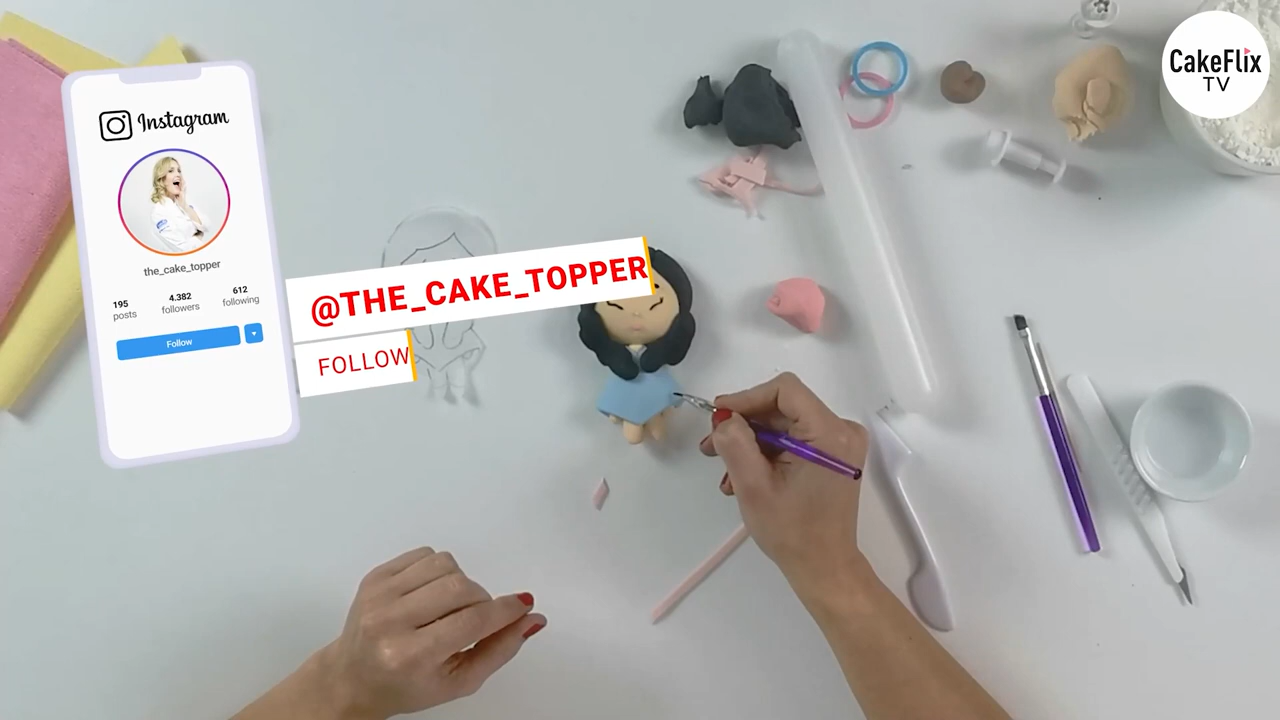 CakeFlix
TV
Instagram
the_cake_topper
195 4.382 612
posts followers following
Follow
@THE_CAKE_TOPPER
FOLLOW